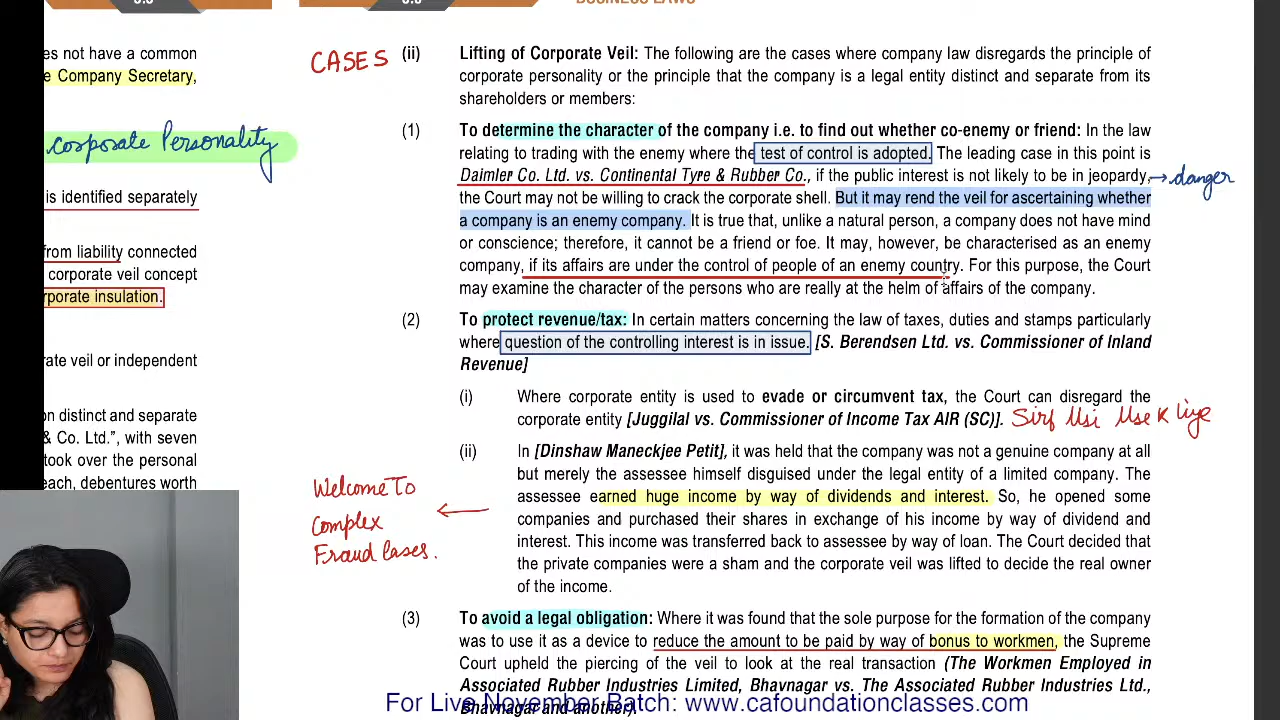 BUSINESS LAWS
es not have a common
e Company Secretary,
corporate Personality
is identified separately
from liability connected
corporate veil concept
rporate insulation.
rate veil or independent
on distinct and separate
& Co. Ltd.", with seven
took over the personal
each, debentures worth
CASES
(ii) Lifting of Corporate Veil: The following are the cases where company law disregards the principle of
corporate personality or the principle that the company is a legal entity distinct and separate from its
shareholders or members:
(1) To determine the character of the company i.e. to find out whether co-enemy or friend: In the law
relating to trading with the enemy where the test of control is adopted. The leading case in this point is
Daimler Co. Ltd. vs. Continental Tyre & Rubber Co., if the public interest is not likely to be in jeopardy, → danger
the Court may not be willing to crack the corporate shell. But it may rend the veil for ascertaining whether
a company is an enemy company. It is true that, unlike a natural person, a company does not have mind
or conscience; therefore, it cannot be a friend or foe. It may, however, be characterised as an enemy
company, if its affairs are under the control of people of an enemy country. For this purpose, the Court
may examine the character of the persons who are really at the helm of affairs of the company.
(2) To protect revenue/tax: In certain matters concerning the law of taxes, duties and stamps particularly
where question of the controlling interest is in issue. [S. Berendsen Ltd. vs. Commissioner of Inland
Revenue]
(i) Where corporate entity is used to evade or circumvent tax, the Court can disregard the
corporate entity [Juggilal vs. Commissioner of Income Tax AIR (SC)]. Sirf Usi Use K liye
(ii) In [Dinshaw Maneckjee Petit], it was held that the company was not a genuine company at all
but merely the assessee himself disguised under the legal entity of a limited company. The
assessee earned huge income by way of dividends and interest. So, he opened some
companies and purchased their shares in exchange of his income by way of dividend and
interest. This income was transferred back to assessee by way of loan. The Court decided that
the private companies were a sham and the corporate veil was lifted to decide the real owner
of the income.
Welcome To
Complex
Fraud Cases.
(3) To avoid a legal obligation: Where it was found that the sole purpose for the formation of the company
was to use it as a device to reduce the amount to be paid by way of bonus to workmen, the Supreme
Court upheld the piercing of the veil to look at the real transaction (The Workmen Employed in
Associated Rubber Industries Limited, Bhavnagar vs. The Associated Rubber Industries Ltd.,
Bhavnagar and another).
For Live November Batch: www.cafoundationclasses.com